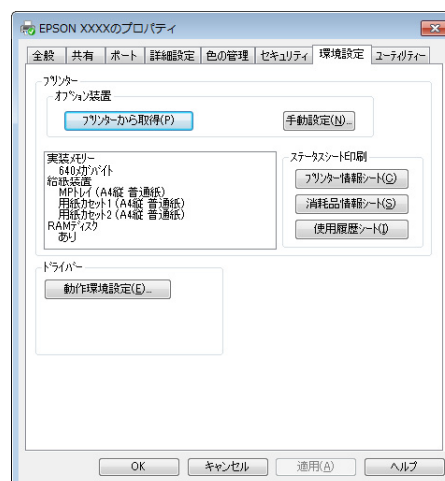 EPSON XXXXのプロパティ
全般 共有 ポート 詳細設定 色の管理 セキュリティ 環境設定 ユーティリティー
プリンター
オプション装置
プリンターから取得(P) 手動設定(N)...
実装メモリー
640メガバイト
給紙装置
MPトレイ (A4縦 普通紙)
用紙カセット1 (A4縦 普通紙)
用紙カセット2 (A4縦 普通紙)
RAMディスク
あり
ステータスシート印刷
プリンター情報シート(C)
消耗品情報シート(S)
使用履歴シート(I)
ドライバー
動作環境設定(E)...
OK キャンセル 適用(A) ヘルプ